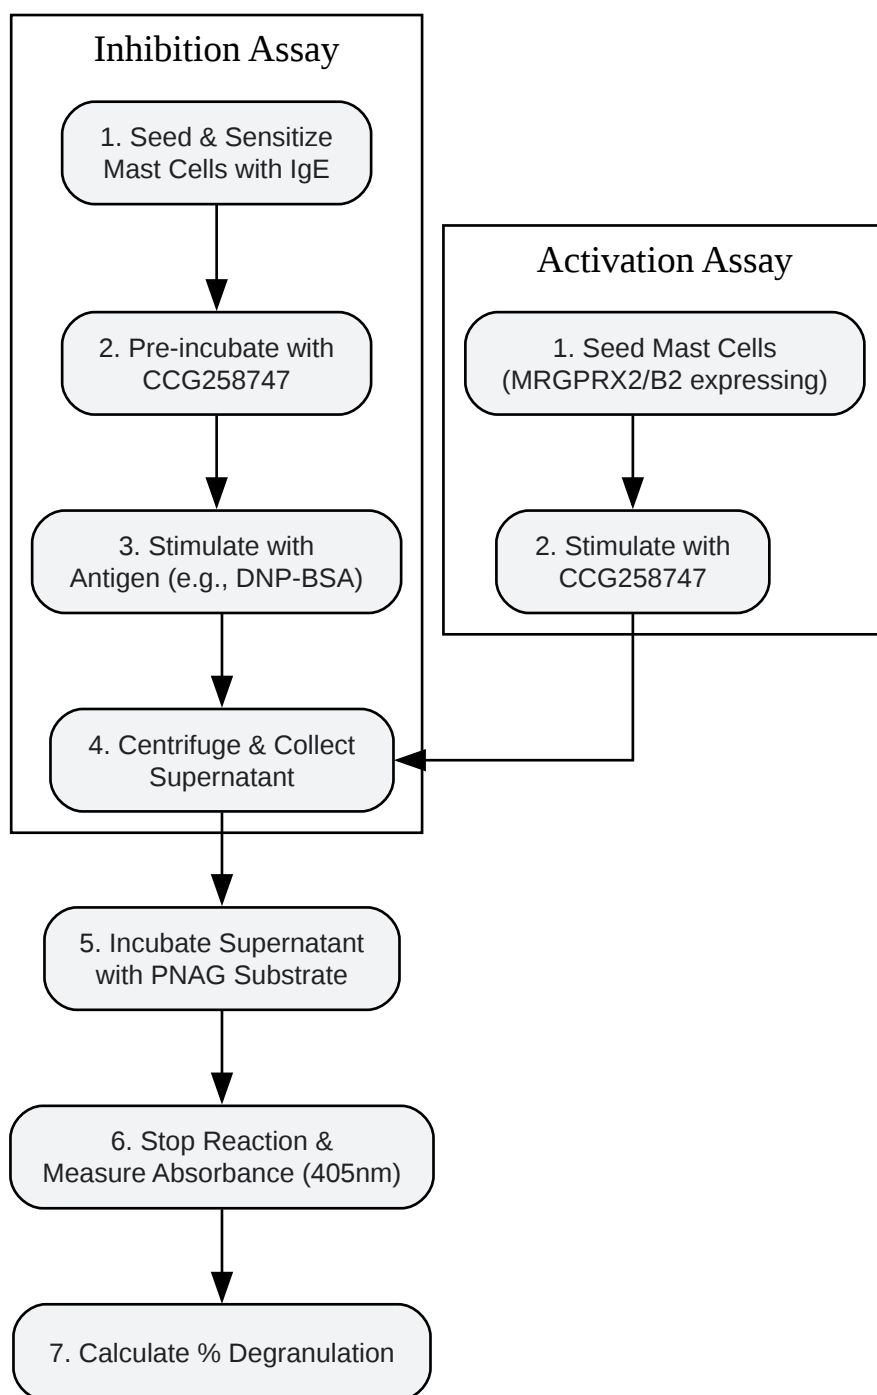 Inhibition Assay
1. Seed & Sensitize
Mast Cells with IgE
2. Pre-incubate with
CCG258747
3. Stimulate with
Antigen (e.g., DNP-BSA)
4. Centrifuge & Collect
Supernatant
Activation Assay
1. Seed Mast Cells
(MRGPRX2/B2 expressing)
2. Stimulate with
CCG258747
5. Incubate Supernatant
with PNAG Substrate
6. Stop Reaction &
Measure Absorbance (405nm)
7. Calculate % Degranulation